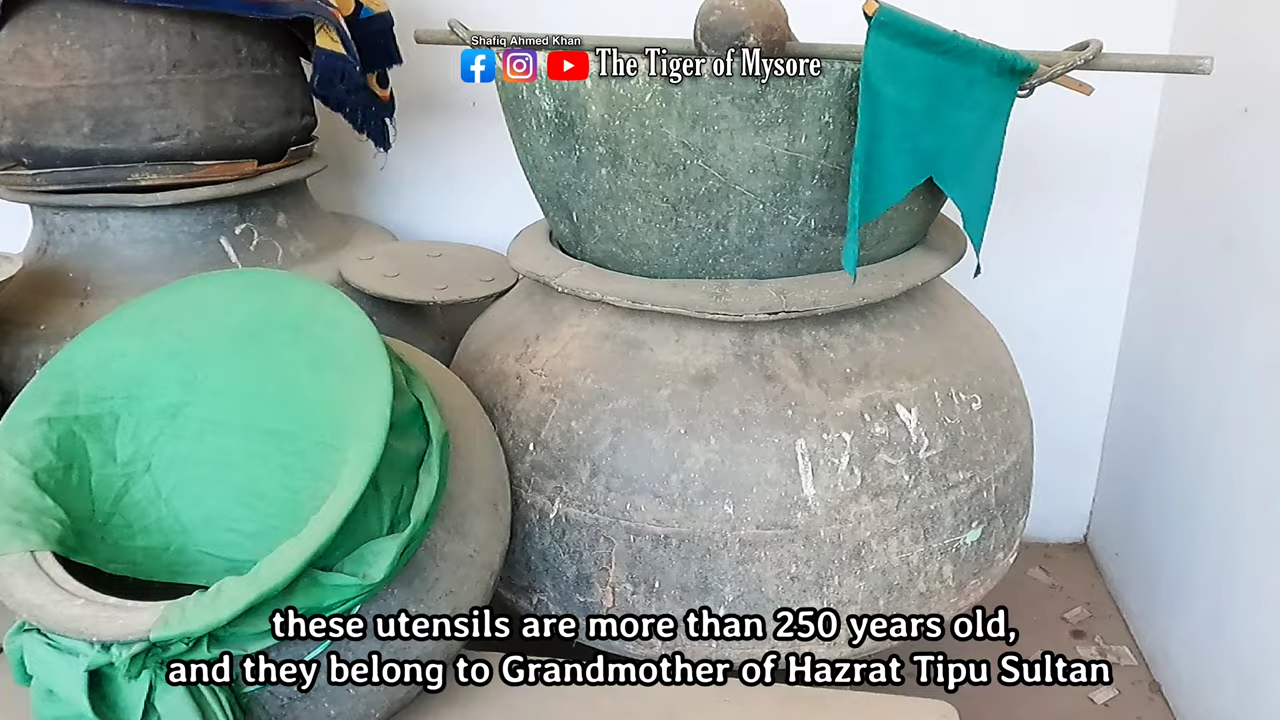 Shafiq Ahmed Khan
The Tiger of Mysore
13
these utensils are more than 250 years old,
and they belong to Grandmother of Hazrat Tipu Sultan